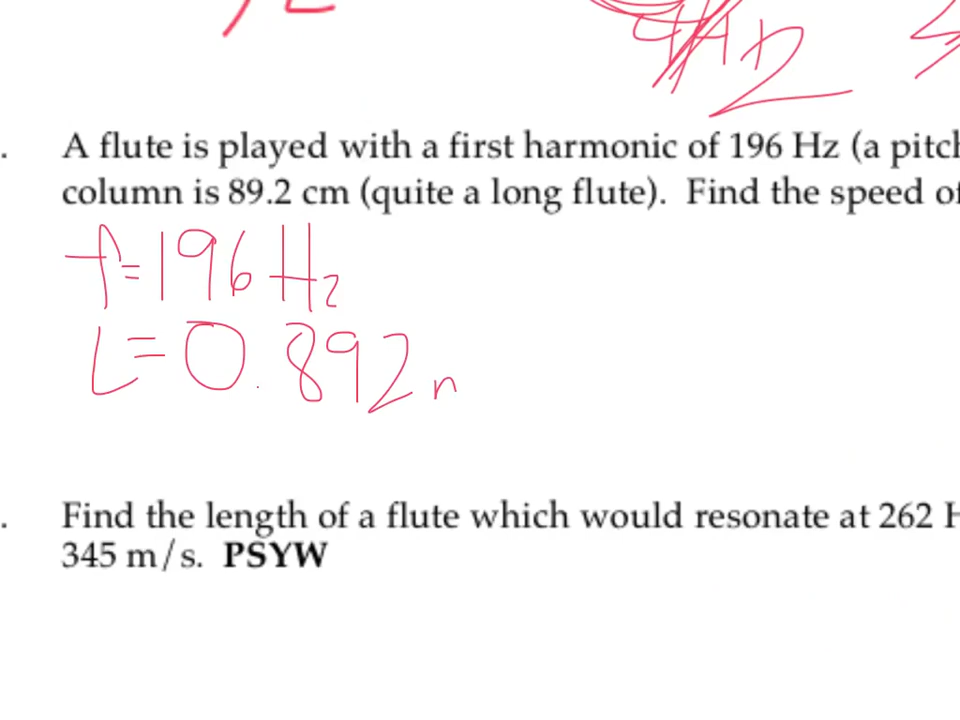 . A flute is played with a first harmonic of 196 Hz (a pitch
column is 89.2 cm (quite a long flute). Find the speed of
f=196 Hz
L=0.892 n
. Find the length of a flute which would resonate at 262 H
345 m/s. PSYW